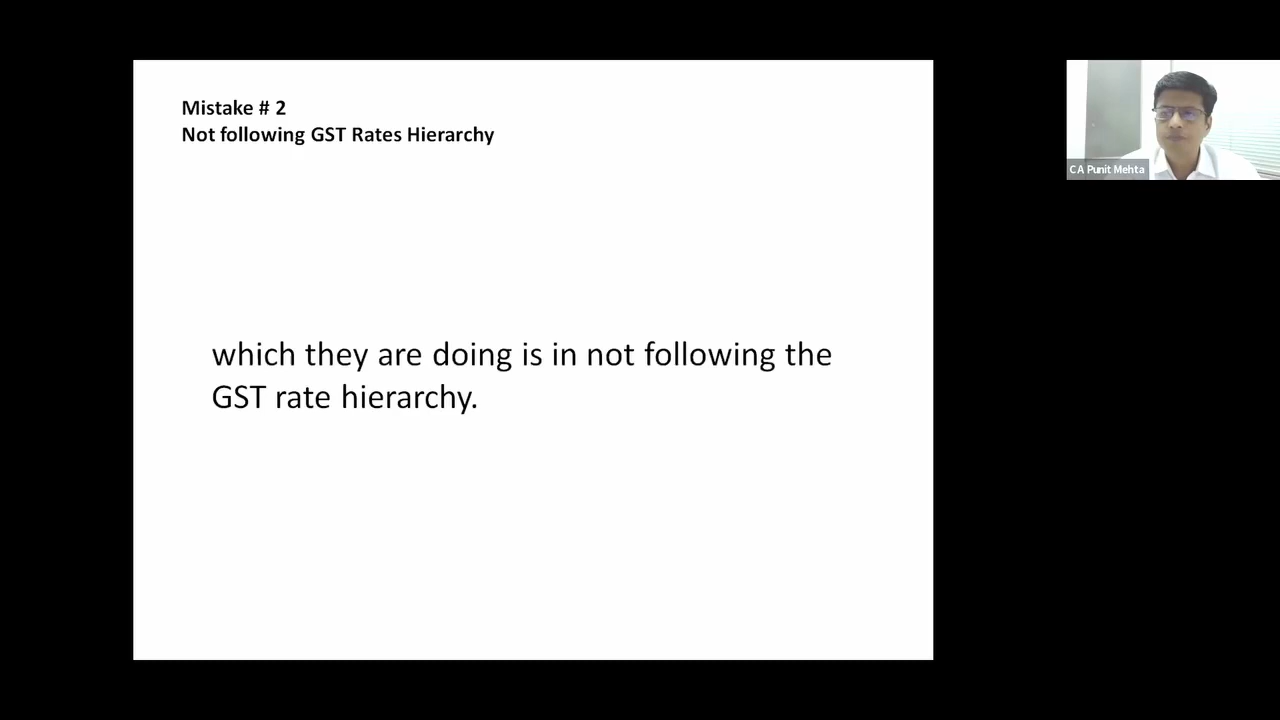 Mistake # 2
Not following GST Rates Hierarchy
which they are doing is in not following the
GST rate hierarchy.
CA Punit Mehta